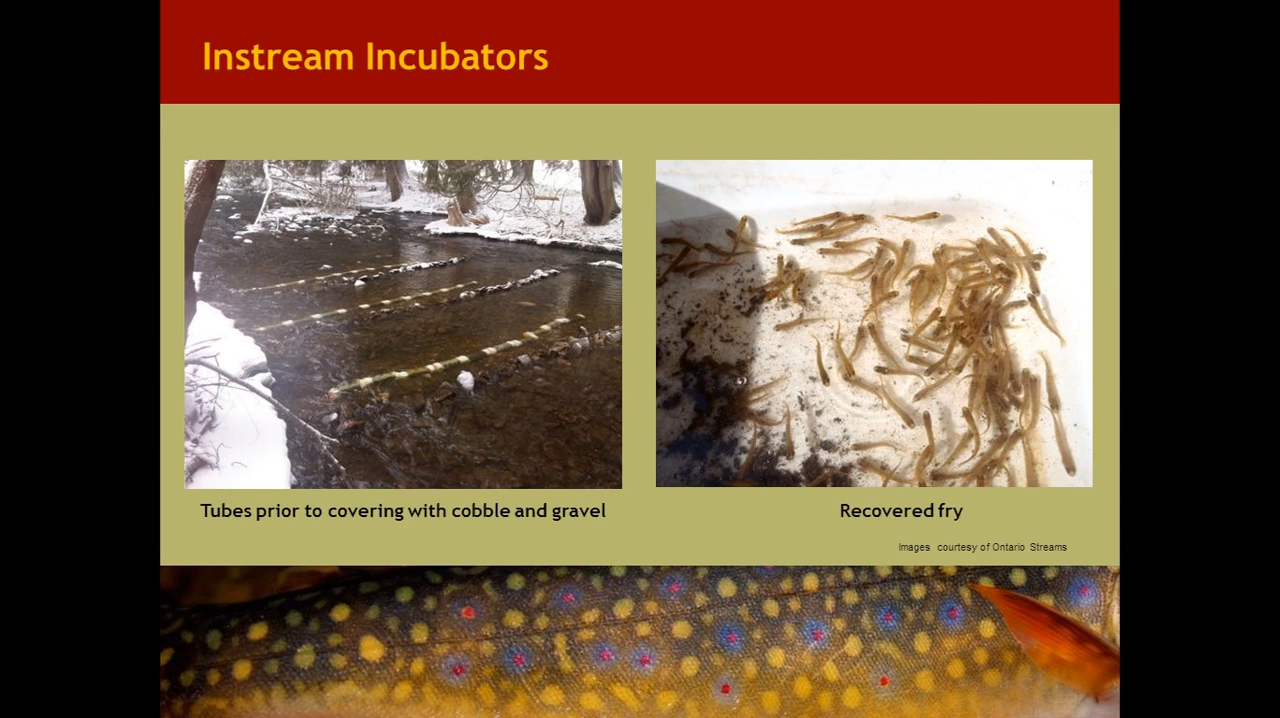 Instream Incubators
Tubes prior to covering with cobble and gravel
Recovered fry
Images courtesy of Ontario Streams